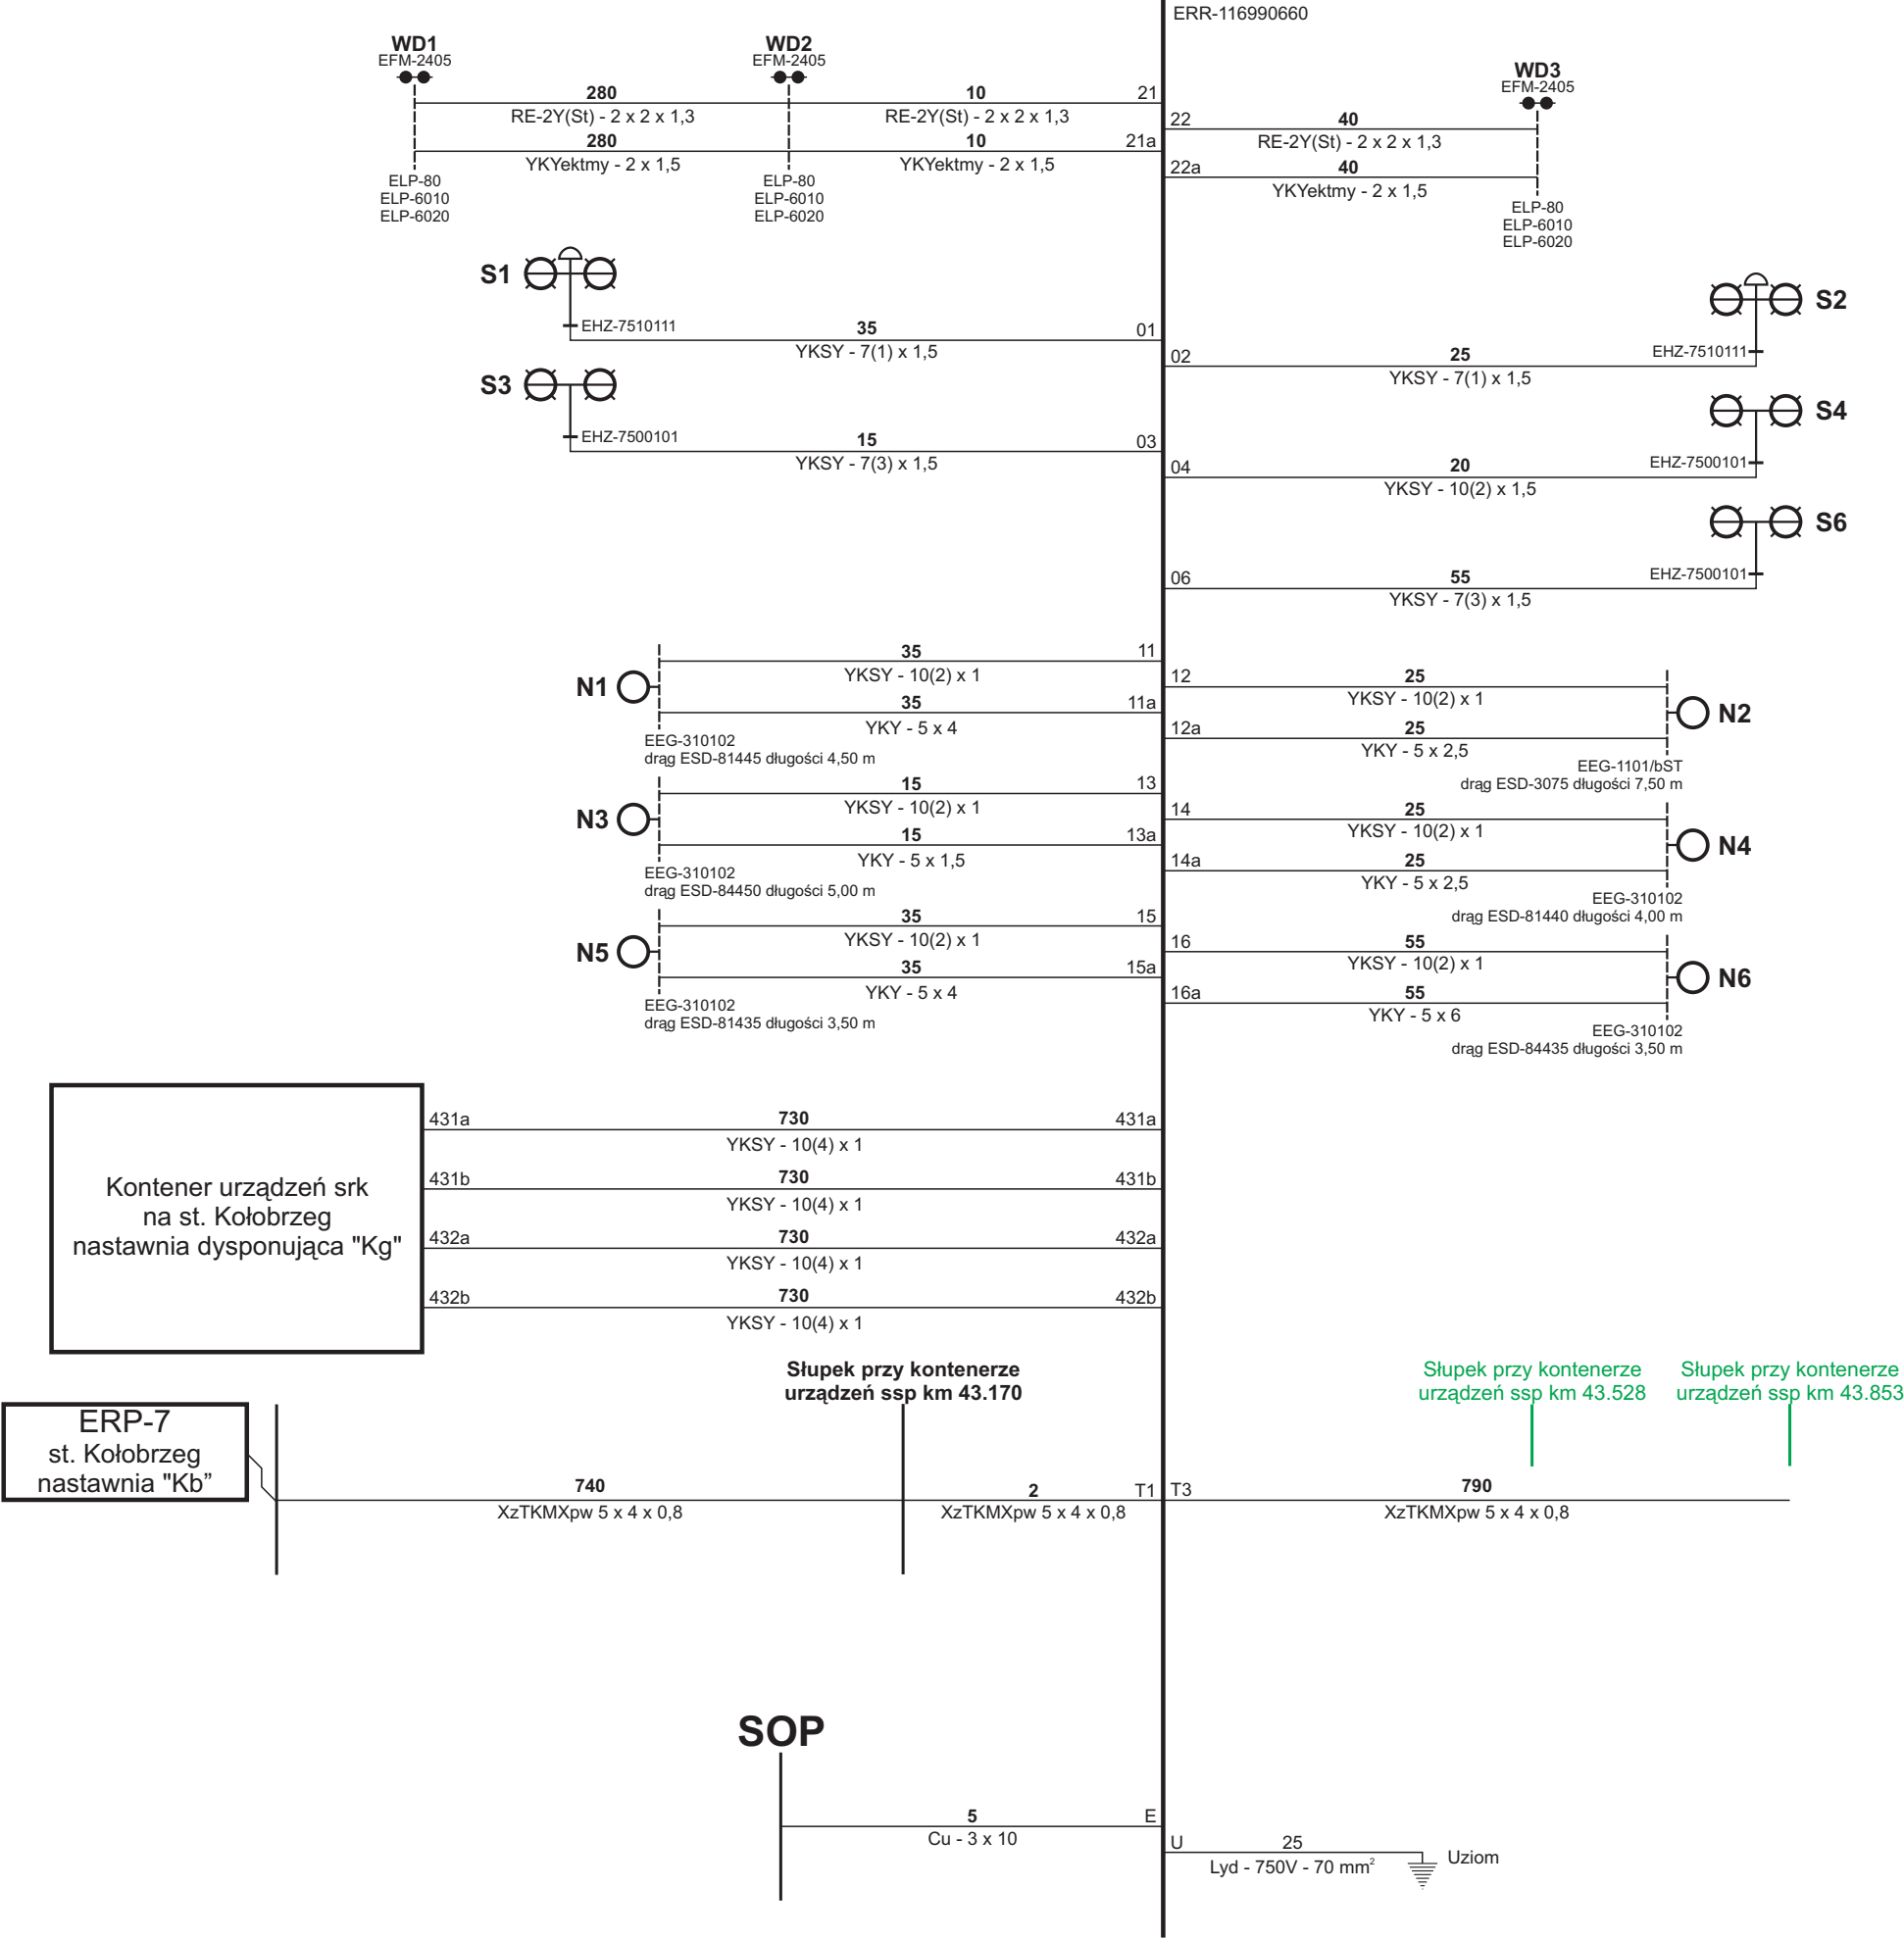 ERR-116990660
WD1
EFM-2405
WD2
EFM-2405
WD3
EFM-2405
280
RE-2Y(St) - 2 x 2 x 1,3
10
RE-2Y(St) - 2 x 2 x 1,3
21
280
YKYektmy - 2 x 1,5
10
YKYektmy - 2 x 1,5
21a
ELP-80
ELP-6010
ELP-6020
ELP-80
ELP-6010
ELP-6020
22
40
RE-2Y(St) - 2 x 2 x 1,3
22a
40
YKYektmy - 2 x 1,5
ELP-80
ELP-6010
ELP-6020
S1
EHZ-7510111
35
YKSY - 7(1) x 1,5
01
S2
EHZ-7510111
02
25
YKSY - 7(1) x 1,5
S3
EHZ-7500101
15
YKSY - 7(3) x 1,5
03
S4
EHZ-7500101
04
20
YKSY - 10(2) x 1,5
S6
EHZ-7500101
06
55
YKSY - 7(3) x 1,5
N1
35
YKSY - 10(2) x 1
11
35
YKY - 5 x 4
11a
EEG-310102
drąg ESD-81445 długości 4,50 m
12
25
YKSY - 10(2) x 1
12a
25
YKY - 5 x 2,5
N2
EEG-1101/bST
drąg ESD-3075 długości 7,50 m
N3
15
YKSY - 10(2) x 1
13
15
YKY - 5 x 1,5
13a
EEG-310102
drąg ESD-84450 długości 5,00 m
14
25
YKSY - 10(2) x 1
14a
25
YKY - 5 x 2,5
N4
EEG-310102
drąg ESD-81440 długości 4,00 m
N5
35
YKSY - 10(2) x 1
15
35
YKY - 5 x 4
15a
EEG-310102
drąg ESD-81435 długości 3,50 m
16
55
YKSY - 10(2) x 1
16a
55
YKY - 5 x 6
N6
EEG-310102
drąg ESD-84435 długości 3,50 m
Kontener urządzeń srk
na st. Kołobrzeg
nastawnia dysponująca "Kg"
431a
730
YKSY - 10(4) x 1
431a
431b
730
YKSY - 10(4) x 1
431b
432a
730
YKSY - 10(4) x 1
432a
432b
730
YKSY - 10(4) x 1
432b
Słupek przy kontenerze
urządzeń ssp km 43.170
Słupek przy kontenerze
urządzeń ssp km 43.528
Słupek przy kontenerze
urządzeń ssp km 43.853
ERP-7
st. Kołobrzeg
nastawnia "Kb”
740
XzTKMXpw 5 x 4 x 0,8
2
XzTKMXpw 5 x 4 x 0,8
T1
T3
790
XzTKMXpw 5 x 4 x 0,8
SOP
5
Cu - 3 x 10
E
U
25
Lyd - 750V - 70 mm²
Uziom